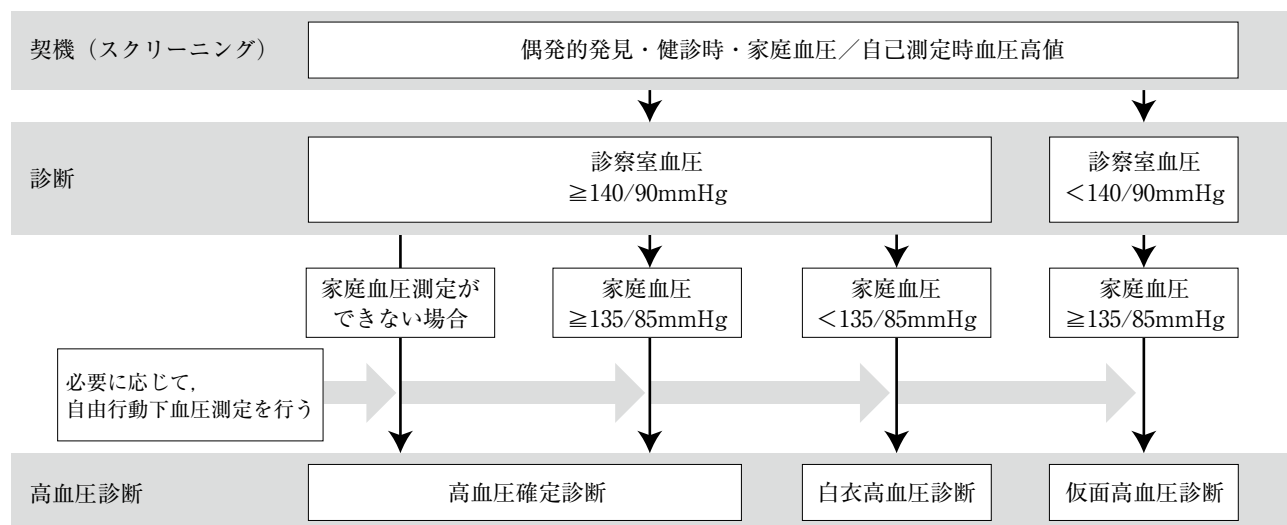 契機（スクリーニング）
偶発的発見・健診時・家庭血圧／自己測定時血圧高値
診断
診察室血圧
≧140/90mmHg
診察室血圧
＜140/90mmHg
家庭血圧測定が
できない場合
家庭血圧
≧135/85mmHg
家庭血圧
＜135/85mmHg
家庭血圧
≧135/85mmHg
必要に応じて，
自由行動下血圧測定を行う
高血圧診断
高血圧確定診断
白衣高血圧診断
仮面高血圧診断